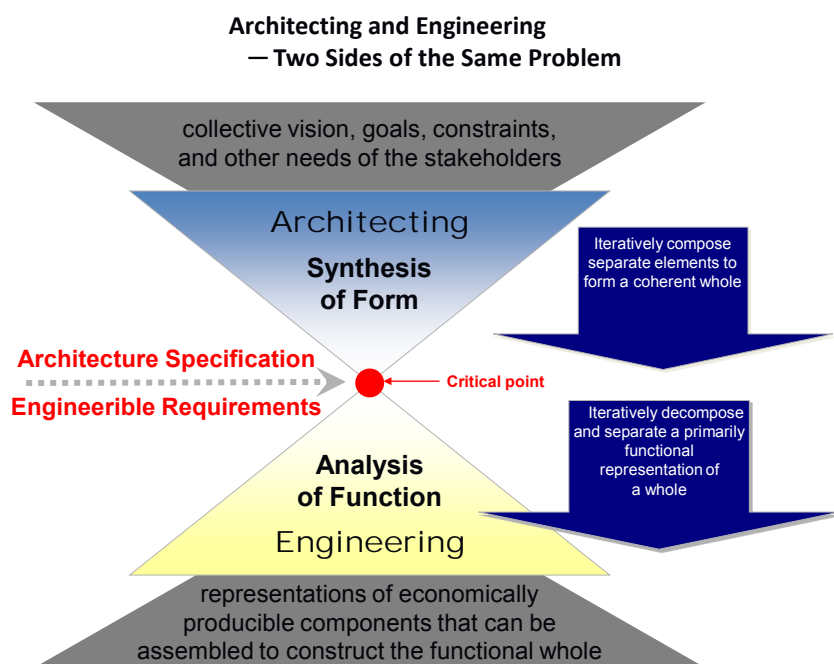 Architecting and Engineering
— Two Sides of the Same Problem
collective vision, goals, constraints,
and other needs of the stakeholders
Architecting
Synthesis
of Form
Iteratively compose
separate elements to
form a coherent whole
Architecture Specification
Engineerible Requirements
Critical point
Analysis
of Function
Engineering
Iteratively decompose
and separate a primarily
functional
representation of
a whole
representations of economically
producible components that can be
assembled to construct the functional whole